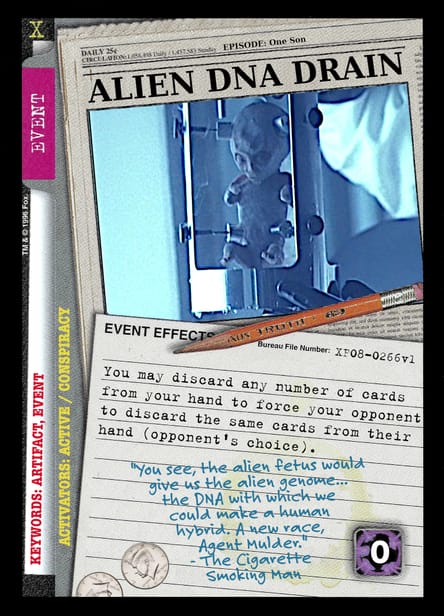 X
EVENT
TM & © 1996 Fox
KEYWORDS: ARTIFACT, EVENT
ACTIVATORS: ACTIVE / CONSPIRACY
DAILY 25¢
EPISODE: One Son
ALIEN DNA DRAIN
EVENT EFFECTS
Bureau File Number: XF08-0266v1
You may discard any number of cards
from your hand to force your opponent
to discard the same cards from their
hand (opponent's choice).
"You see, the alien fetus would
give us the alien genome...
the DNA with which we
could make a human
hybrid. A new race,
Agent Mulder."
- The Cigarette
Smoking Man
0